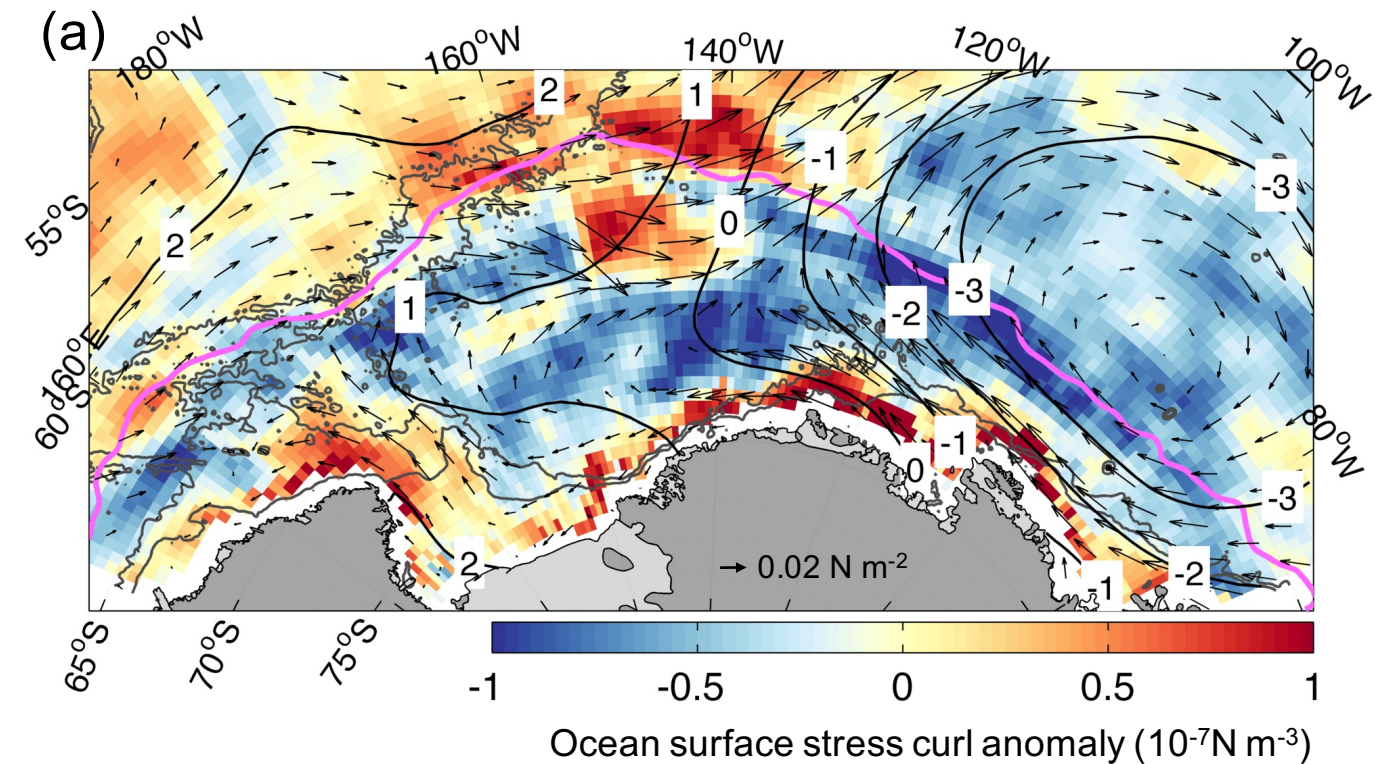 (a)
180°W
160°W
140°W
120°W
100°W
2
1
-1
-3
55°S
2
0
1
-2
-3
160°E
60°S
80°W
-1
0
-3
2
→ 0.02 N m-2
-1
-2
65°S
70°S
75°S
-1
-0.5
0
0.5
1
Ocean surface stress curl anomaly (10-7N m-3)